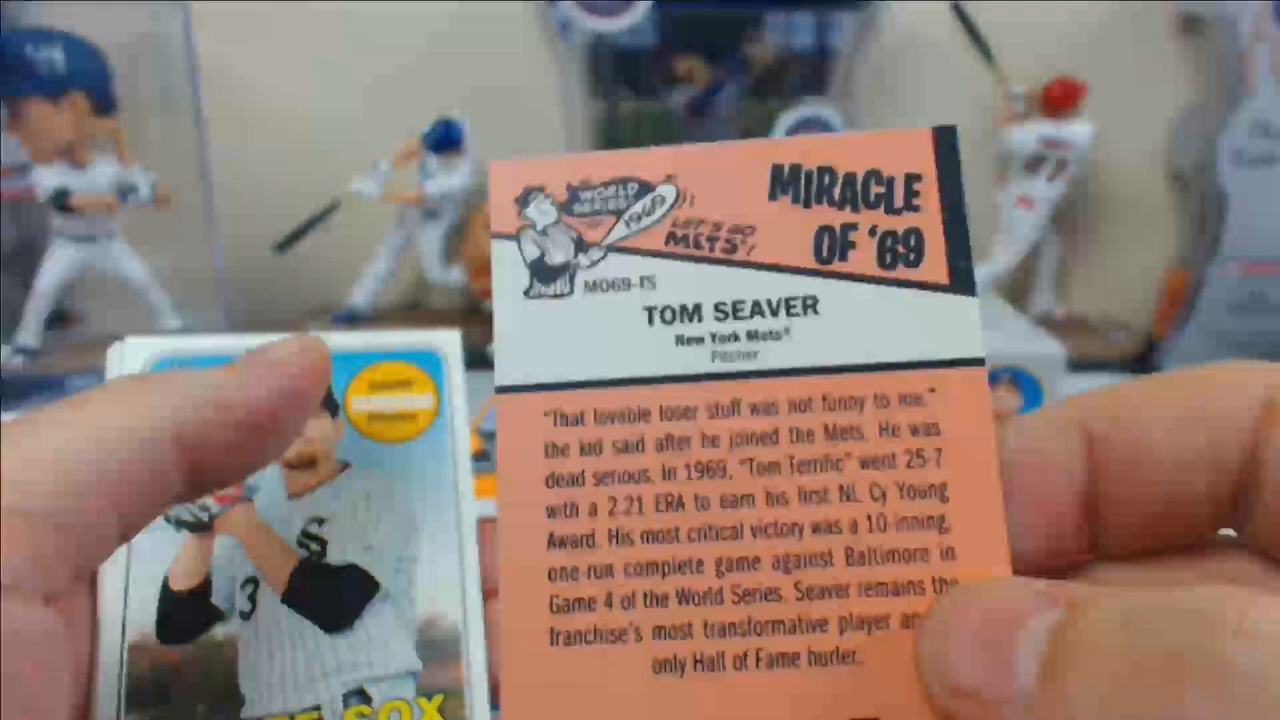 WORLD
SERIES!
1969
LET'S GO
METS!
MIRACLE
OF '69
MO69-TS
TOM SEAVER
New York Mets®
Pitcher
"That lovable loser stuff was not funny to me,"
the kid said after he joined the Mets. He was
dead serious. In 1969, "Tom Terrific" went 25-7
with a 2.21 ERA to earn his first NL Cy Young
Award. His most critical victory was a 10-inning,
one-run complete game against Baltimore in
Game 4 of the World Series. Seaver remains the
franchise's most transformative player an
only Hall of Fame hurler.
S
3
SOX